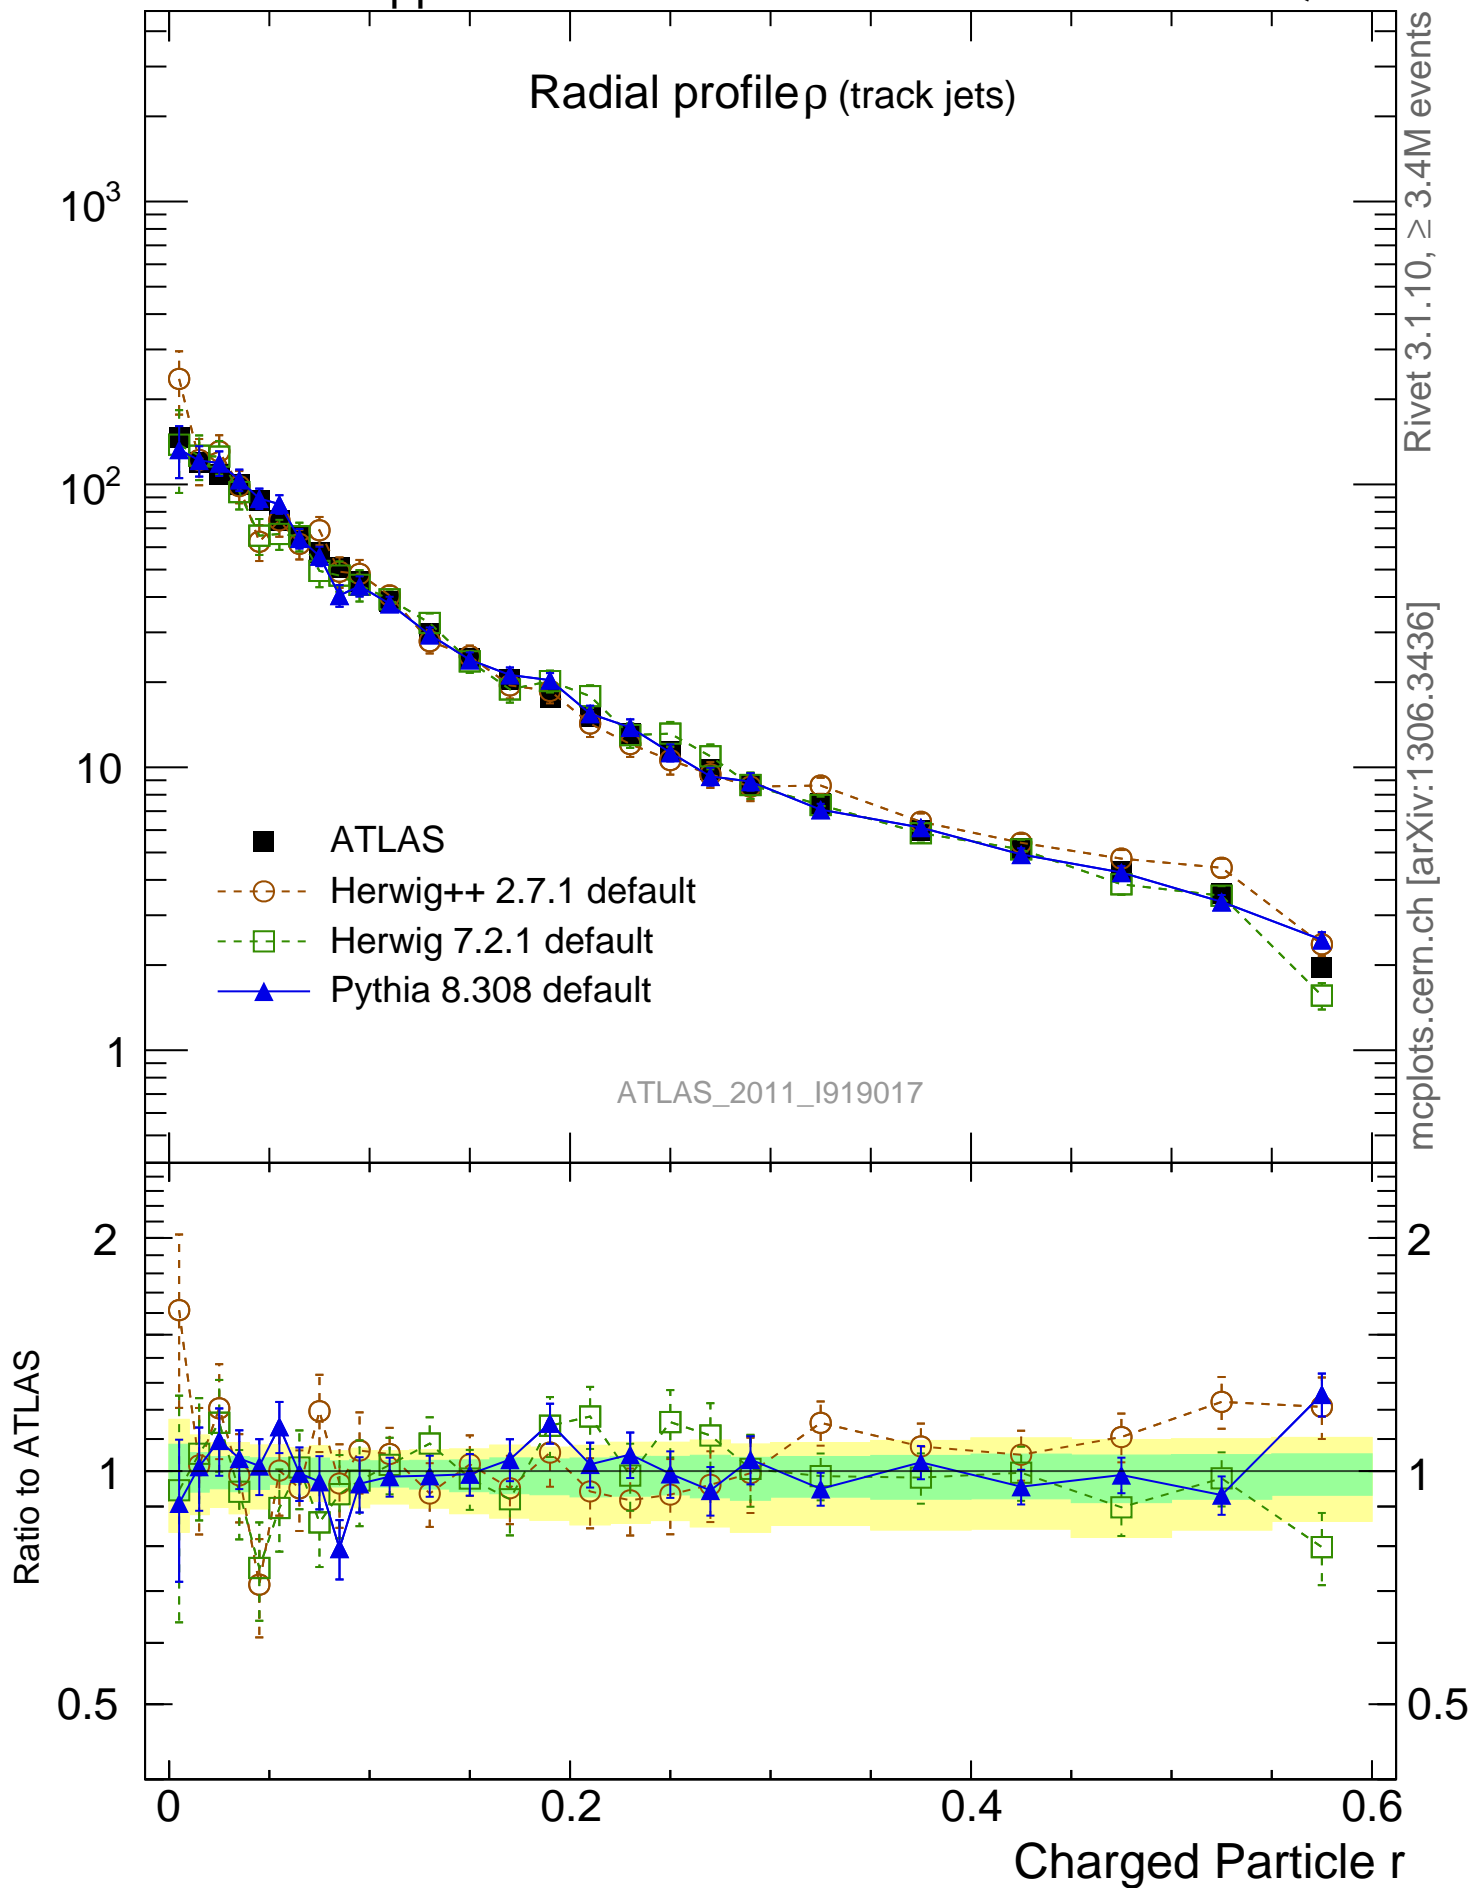 Radial profile ρ (track jets)
10³
10²
10
1
ATLAS
Herwig++ 2.7.1 default
Herwig 7.2.1 default
Pythia 8.308 default
ATLAS_2011_I919017
Rivet 3.1.10, ≥ 3.4M events
mcplots.cern.ch [arXiv:1306.3436]
Ratio to ATLAS
2
1
0.5
2
1
0.5
0 0.2 0.4 0.6
Charged Particle r